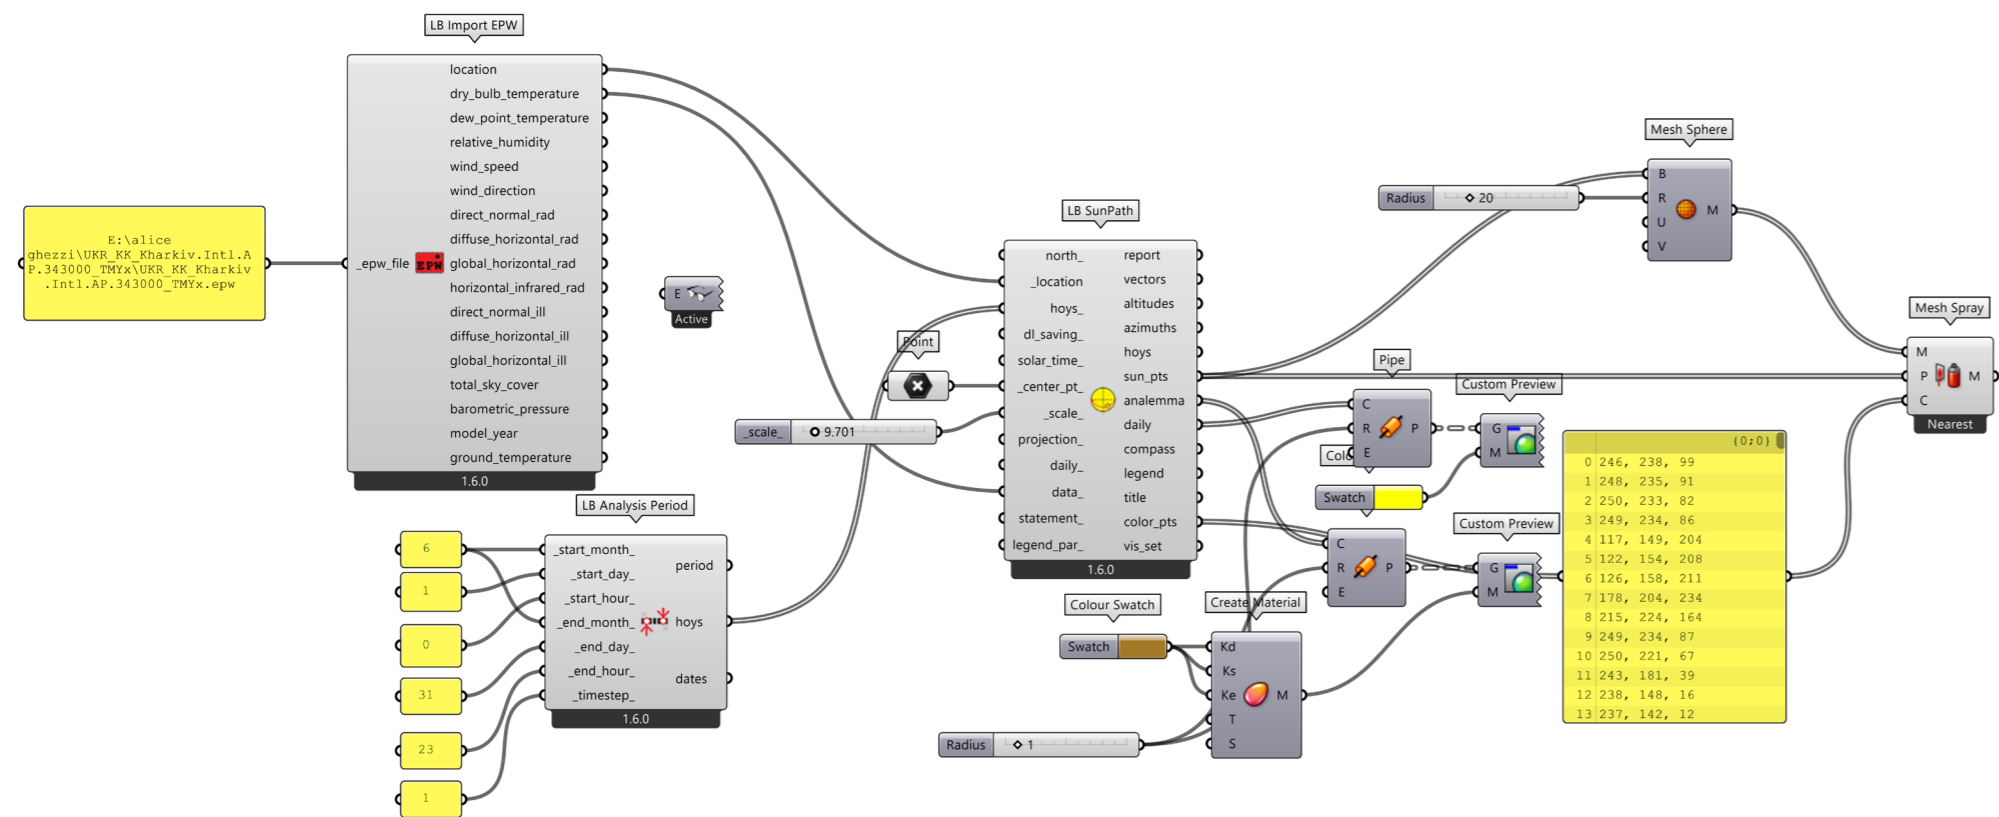 LB Import EPW
location
dry_bulb_temperature
dew_point_temperature
relative_humidity
wind_speed
wind_direction
direct_normal_rad
diffuse_horizontal_rad
_epw_file
EPW
global_horizontal_rad
horizontal_infrared_rad
direct_normal_ill
diffuse_horizontal_ill
global_horizontal_ill
total_sky_cover
barometric_pressure
model_year
ground_temperature
1.6.0
E:\alice
ghezzi\UKR_KK_Kharkiv.Intl.A
P.343000_TMYx\UKR_KK_Kharkiv
.Intl.AP.343000_TMYx.epw
E
Active
LB Analysis Period
6
1
0
31
23
1
_start_month_
_start_day_
_start_hour_
_end_month_
_end_day_
_end_hour_
_timestep_
period
hoys
dates
1.6.0
Point
_scale_
9.701
LB SunPath
north_
_location
hoys_
dl_saving_
solar_time_
_center_pt_
_scale_
projection_
daily_
data_
statement_
legend_par_
report
vectors
altitudes
azimuths
hoys
sun_pts
analemma
daily
compass
legend
title
color_pts
vis_set
1.6.0
Mesh Sphere
Radius
20
B
R
U
V
M
Pipe
C
R
E
P
Custom Preview
G
M
Colo
Swatch
C
R
E
P
Custom Preview
G
M
Colour Swatch
Swatch
Create Material
Kd
Ks
Ke
T
S
M
Radius
1
{0;0}
0 246, 238, 99
1 248, 235, 91
2 250, 233, 82
3 249, 234, 86
4 117, 149, 204
5 122, 154, 208
6 126, 158, 211
7 178, 204, 234
8 215, 224, 164
9 249, 234, 87
10 250, 221, 67
11 243, 181, 39
12 238, 148, 16
13 237, 142, 12
Mesh Spray
M
P
C
M
Nearest